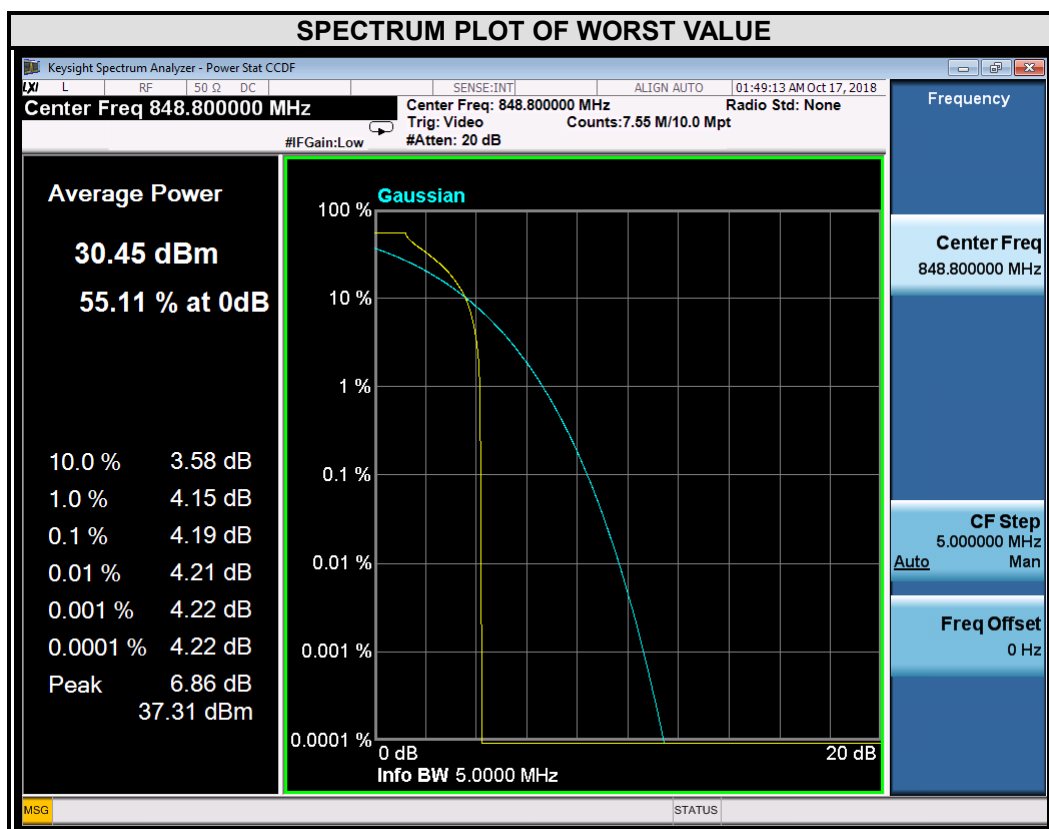 SPECTRUM PLOT OF WORST VALUE
Keysight Spectrum Analyzer - Power Stat CCDF
LXI L RF 50 Ω DC SENSE:INT ALIGN AUTO 01:49:13 AM Oct 17, 2018
Center Freq 848.800000 MHz
Center Freq: 848.800000 MHz Radio Std: None
Trig: Video Counts:7.55 M/10.0 Mpt
#IFGain:Low #Atten: 20 dB
Average Power
30.45 dBm
55.11 % at 0dB
10.0 % 3.58 dB
1.0 % 4.15 dB
0.1 % 4.19 dB
0.01 % 4.21 dB
0.001 % 4.22 dB
0.0001 % 4.22 dB
Peak 6.86 dB
37.31 dBm
Gaussian
100 %
10 %
1 %
0.1 %
0.01 %
0.001 %
0.0001 %
0 dB 20 dB
Info BW 5.0000 MHz
Frequency
Center Freq
848.800000 MHz
CF Step
5.000000 MHz
Auto Man
Freq Offset
0 Hz
MSG STATUS